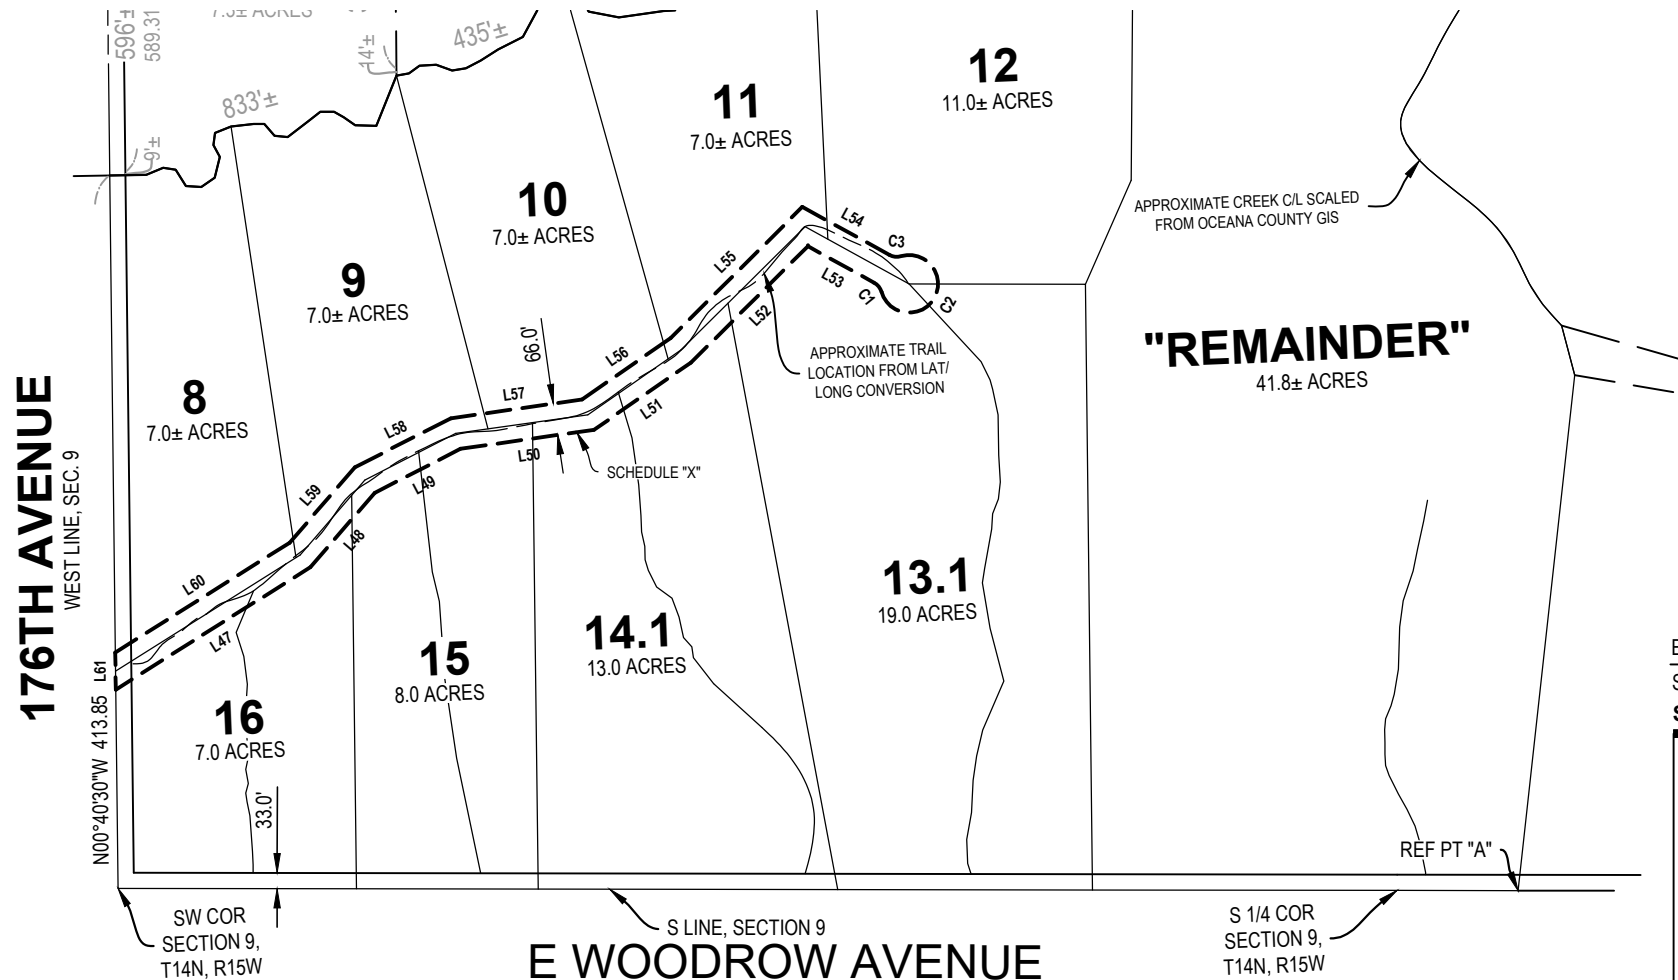 596'±
589.31
7.5± ACRES
14'±
435'±
833'±
9'±
12
11.0± ACRES
11
7.0± ACRES
10
7.0± ACRES
9
7.0± ACRES
8
7.0± ACRES
APPROXIMATE CREEK C/L SCALED
FROM OCEANA COUNTY GIS
L54
C3
L55
L53
C1
C2
L52
"REMAINDER"
41.8± ACRES
66.0'
L56
APPROXIMATE TRAIL
LOCATION FROM LAT/
LONG CONVERSION
L57
L51
L58
L50
SCHEDULE "X"
L49
L59
L48
L60
L47
L61
176TH AVENUE
WEST LINE, SEC. 9
N00°40'30"W 413.85
13.1
19.0 ACRES
14.1
13.0 ACRES
15
8.0 ACRES
16
7.0 ACRES
33.0'
REF PT "A"
SW COR
SECTION 9,
T14N, R15W
S LINE, SECTION 9
E WOODROW AVENUE
S 1/4 COR
SECTION 9,
T14N, R15W